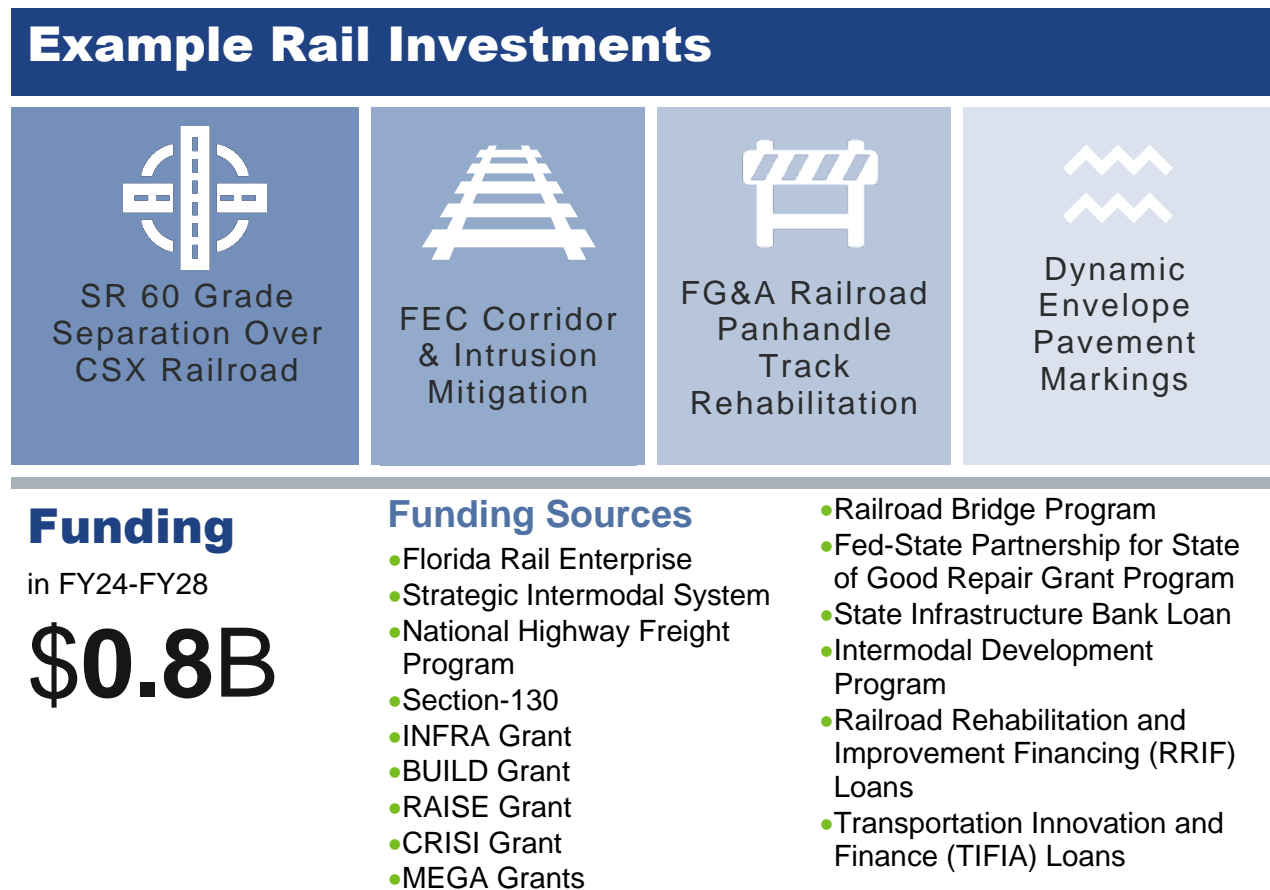 Example Rail Investments
SR 60 Grade
Separation Over
CSX Railroad
FEC Corridor
& Intrusion
Mitigation
FG&A Railroad
Panhandle
Track
Rehabilitation
Dynamic
Envelope
Pavement
Markings
Funding
in FY24-FY28
$0.8B
Funding Sources
•Florida Rail Enterprise
•Strategic Intermodal System
•National Highway Freight
Program
•Section-130
•INFRA Grant
•BUILD Grant
•RAISE Grant
•CRISI Grant
•MEGA Grants
•Railroad Bridge Program
•Fed-State Partnership for State
of Good Repair Grant Program
•State Infrastructure Bank Loan
•Intermodal Development
Program
•Railroad Rehabilitation and
Improvement Financing (RRIF)
Loans
•Transportation Innovation and
Finance (TIFIA) Loans